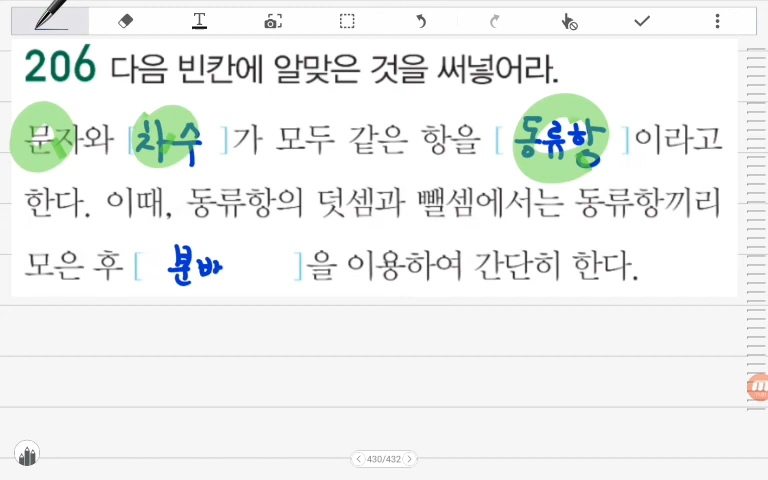 T
206 다음 빈칸에 알맞은 것을 써넣어라.
문자와 [ 차수 ]가 모두 같은 항을 [ 동류항 ]이라고
한다. 이때, 동류항의 덧셈과 뺄셈에서는 동류항끼리
모은 후 [ 분바 ]을 이용하여 간단히 한다.
430/432